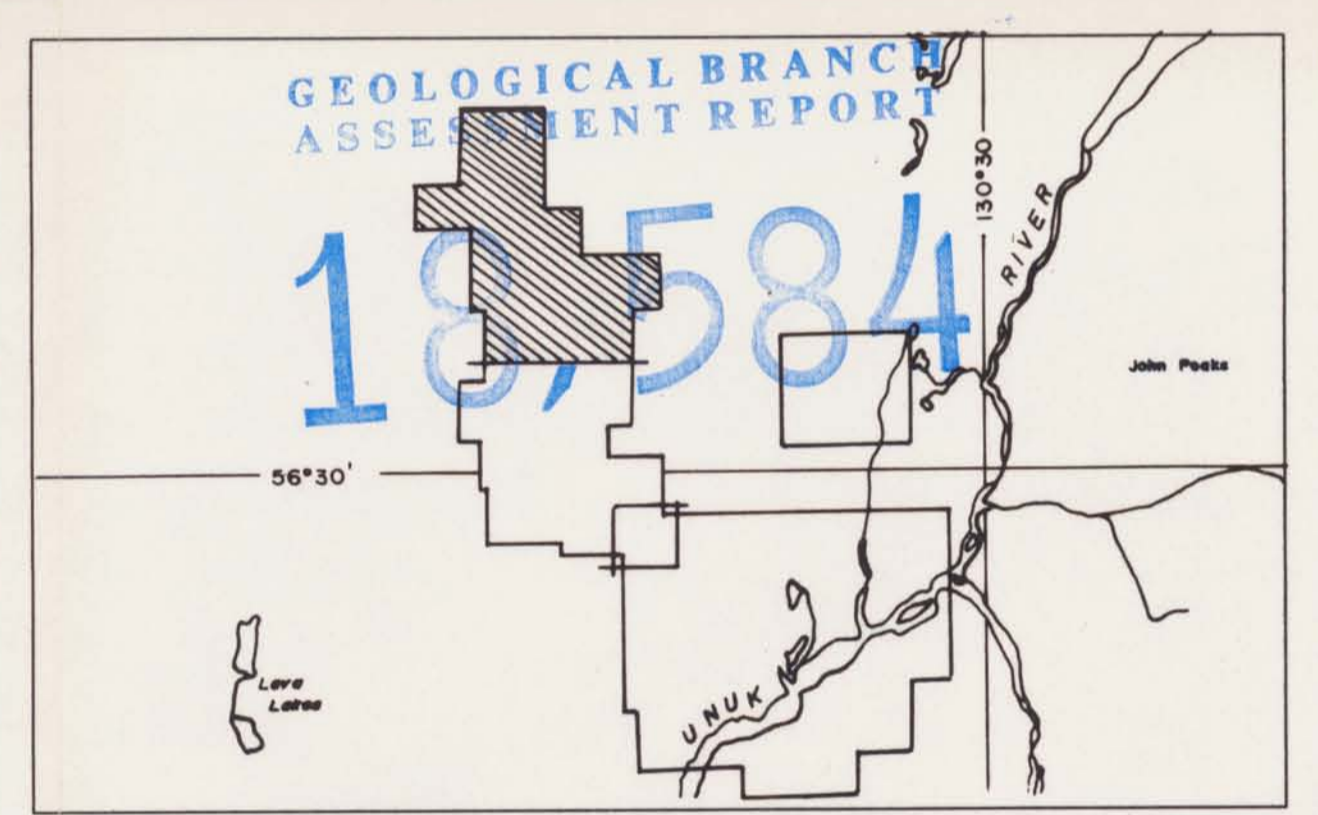 GEOLOGICAL BRANCH
ASSESSMENT REPORT
18,584
130°30
RIVER
John Peaks
56°30'
Lava
Lakes
UNUK